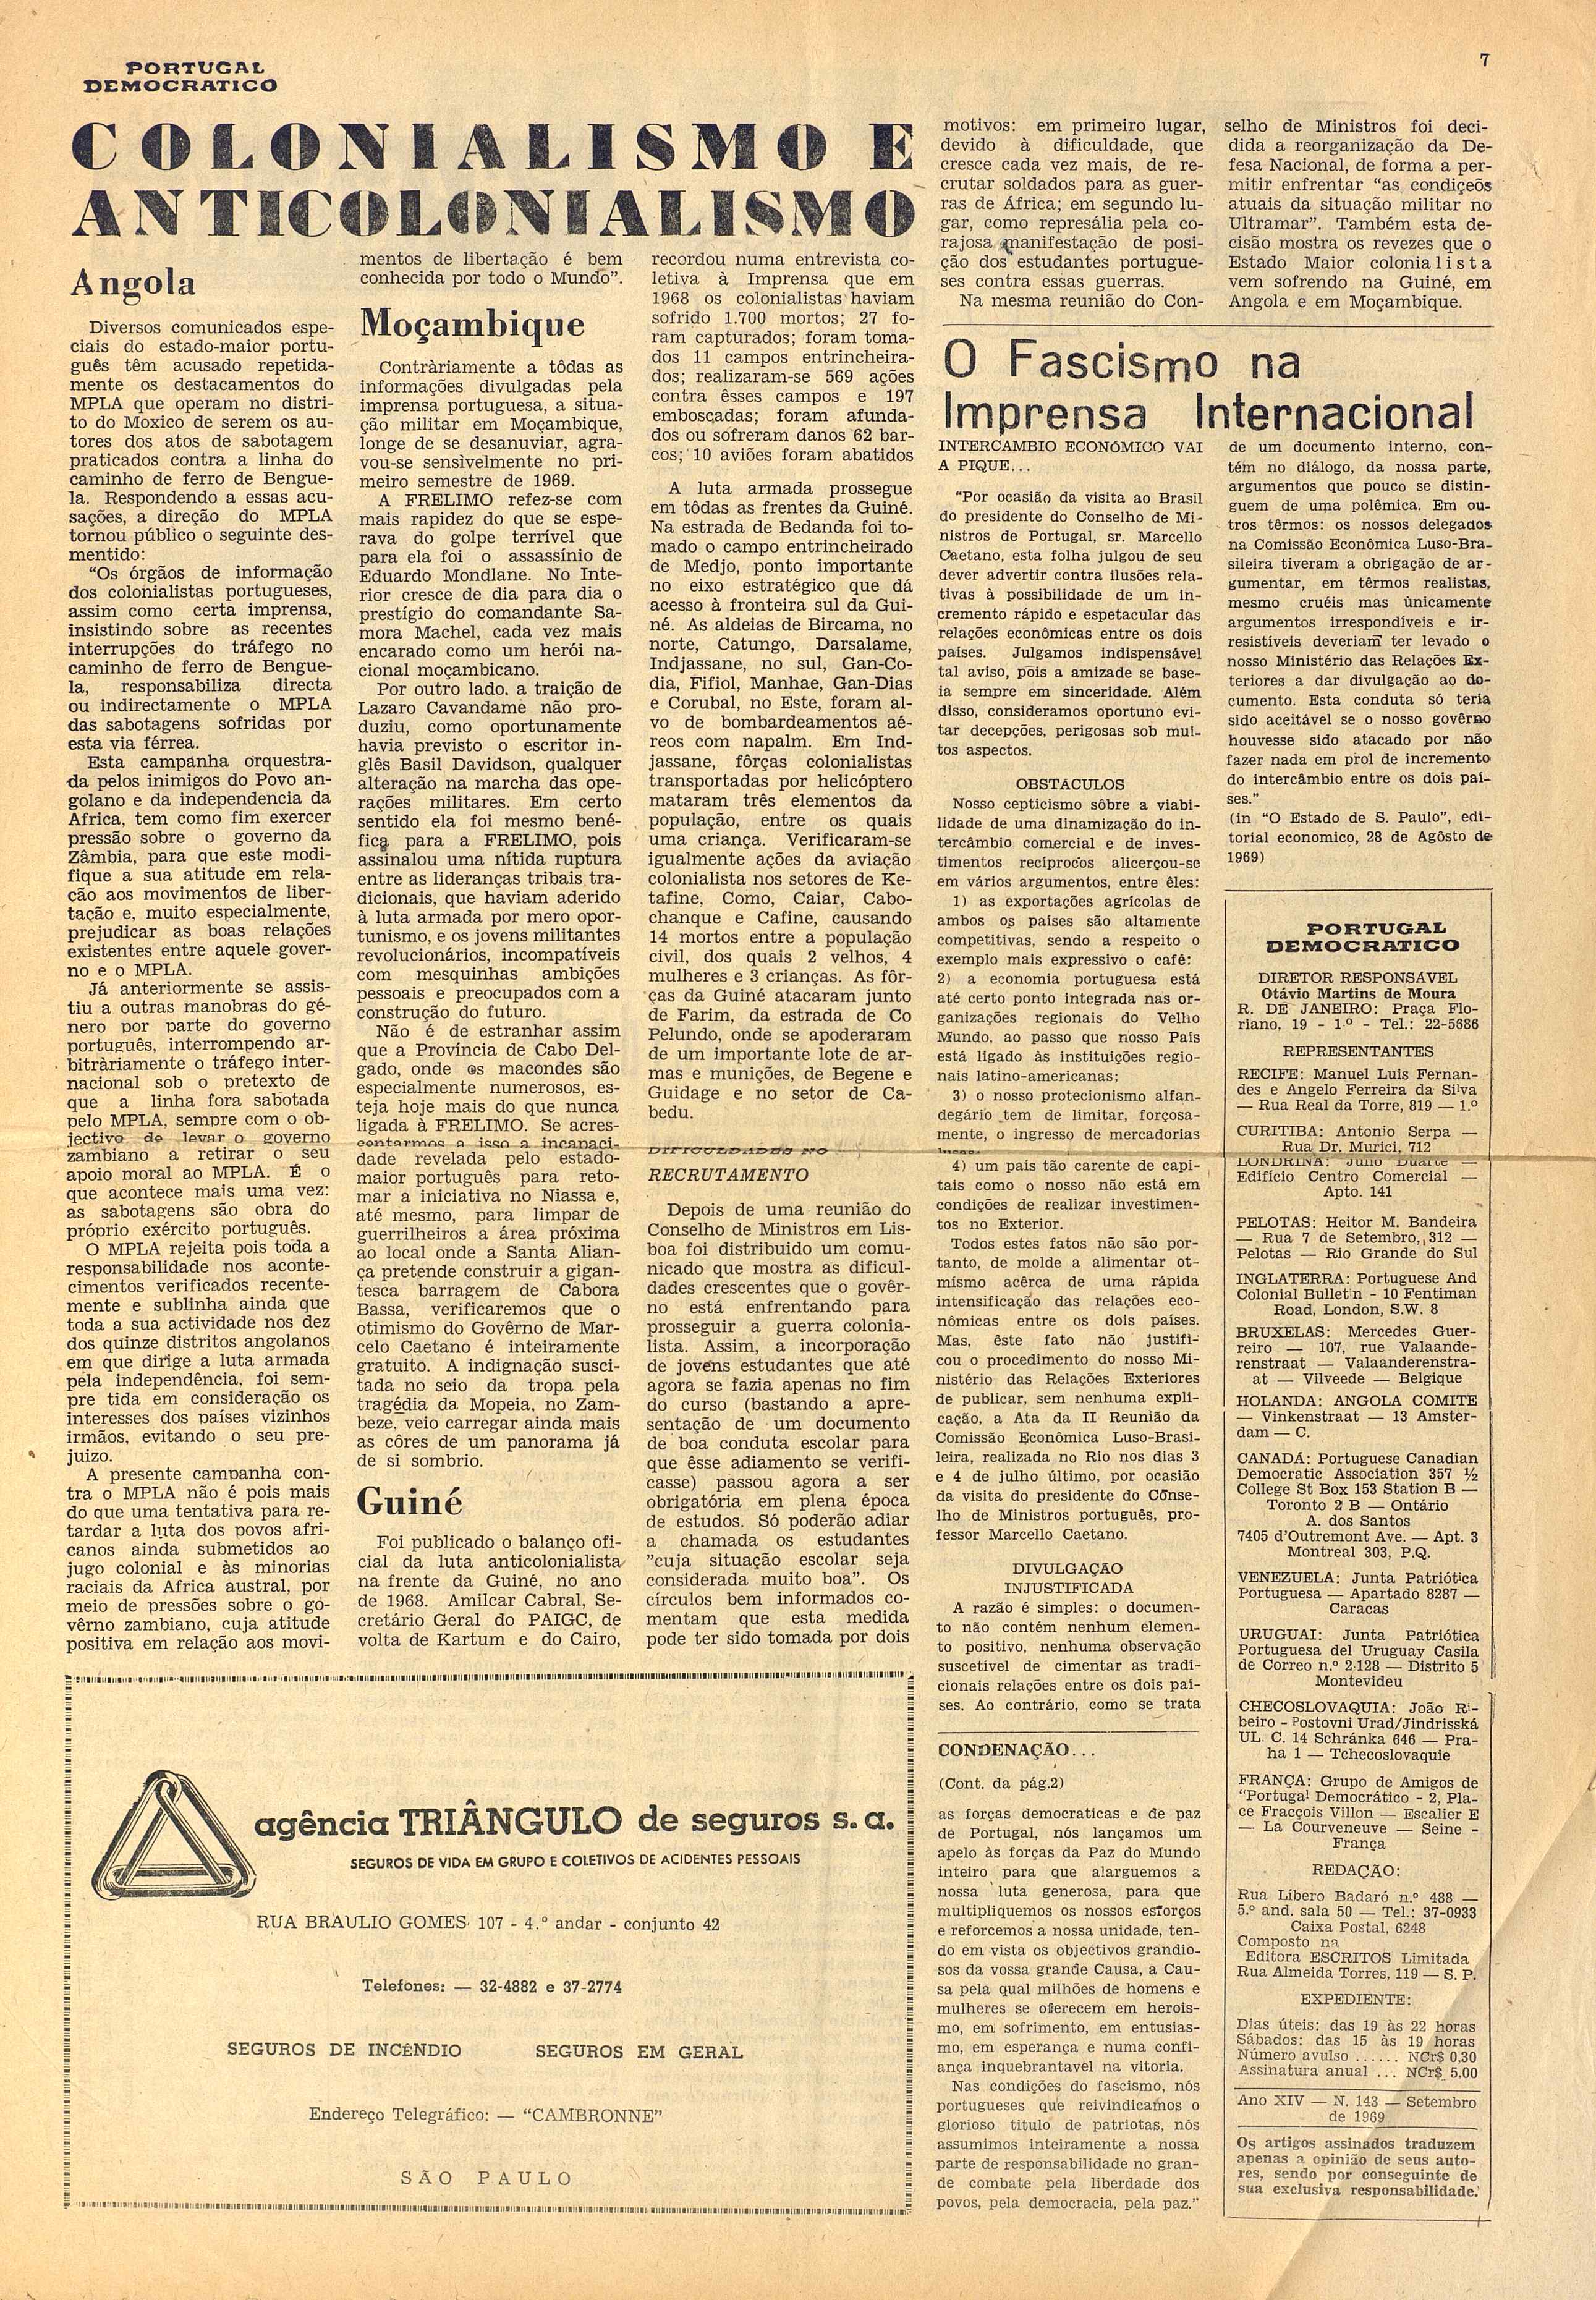 PORTUGAL
DEMOCRATICO
7
COLONIALISMO E
ANTICOLONIALISMO
Angola
Diversos comunicados espe-
ciais do estado-maior portu-
guês têm acusado repetida-
mente os destacamentos do
MPLA que operam no distri-
to do Moxico de serem os au-
tores dos atos de sabotagem
praticados contra a linha do
caminho de ferro de Bengue-
la. Respondendo a essas acu-
sações, a direção do MPLA
tornou público o seguinte des-
mentido:
"Os órgãos de informação
dos colonialistas portugueses,
assim como certa imprensa,
insistindo sobre as recentes
interrupções do tráfego no
caminho de ferro de Bengue-
la, responsabiliza directa
ou indirectamente o MPLA
das sabotagens sofridas por
esta via férrea.
Esta campanha orquestra-
da pelos inimigos do Povo an-
golano e da independencia da
Africa, tem como fim exercer
pressão sobre o governo da
Zâmbia, para que este modi-
fique a sua atitude em rela-
ção aos movimentos de liber-
tação e, muito especialmente,
prejudicar as boas relações
existentes entre aquele gover-
no e o MPLA.
Já anteriormente se assis-
tiu a outras manobras do gé-
nero por parte do governo
português, interrompendo ar-
bitràriamente o tráfego inter-
nacional sob o pretexto de
que a linha fora sabotada
pelo MPLA, sempre com o ob-
jectivo de levar o governo
zambiano a retirar o seu
apoio moral ao MPLA. É o
que acontece mais uma vez:
as sabotagens são obra do
próprio exército português.
O MPLA rejeita pois toda a
responsabilidade nos aconte-
cimentos verificados recente-
mente e sublinha ainda que
toda a sua actividade nos dez
dos quinze distritos angolanos
em que dirige a luta armada
pela independência, foi sem-
pre tida em consideração os
interesses dos países vizinhos
irmãos, evitando o seu pre-
juizo.
A presente campanha con-
tra o MPLA não é pois mais
do que uma tentativa para re-
tardar a luta dos povos afri-
canos ainda submetidos ao
jugo colonial e às minorias
raciais da Africa austral, por
meio de pressões sobre o go-
vêrno zambiano, cuja atitude
positiva em relação aos movi-
mentos de libertação é bem
conhecida por todo o Mundo".
Moçambique
Contràriamente a tôdas as
informações divulgadas pela
imprensa portuguesa, a situa-
ção militar em Moçambique,
longe de se desanuviar, agra-
vou-se sensìvelmente no pri-
meiro semestre de 1969.
A FRELIMO refez-se com
mais rapidez do que se espe-
rava do golpe terrível que
para ela foi o assassínio de
Eduardo Mondlane. No Inte-
rior cresce de dia para dia o
prestígio do comandante Sa-
mora Machel, cada vez mais
encarado como um herói na-
cional moçambicano.
Por outro lado, a traição de
Lazaro Cavandame não pro-
duziu, como oportunamente
havia previsto o escritor in-
glês Basil Davidson, qualquer
alteração na marcha das ope-
rações militares. Em certo
sentido ela foi mesmo bené-
fica para a FRELIMO, pois
assinalou uma nítida ruptura
entre as lideranças tribais tra-
dicionais, que haviam aderido
à luta armada por mero opor-
tunismo, e os jovens militantes
revolucionários, incompatíveis
com mesquinhas ambições
pessoais e preocupados com a
construção do futuro.
Não é de estranhar assim
que a Província de Cabo Del-
gado, onde os macondes são
especialmente numerosos, es-
teja hoje mais do que nunca
ligada à FRELIMO. Se acres-
centarmos a isso a incapaci-
dade revelada pelo estado-
maior português para reto-
mar a iniciativa no Niassa e,
até mesmo, para limpar de
guerrilheiros a área próxima
ao local onde a Santa Alian-
ça pretende construir a gigan-
tesca barragem de Cabora
Bassa, verificaremos que o
otimismo do Govêrno de Mar-
celo Caetano é inteiramente
gratuito. A indignação susci-
tada no seio da tropa pela
tragédia da Mopeia, no Zam-
beze, veio carregar ainda mais
as côres de um panorama já
de si sombrio.
Guiné
Foi publicado o balanço ofi-
cial da luta anticolonialista
na frente da Guiné, no ano
de 1968. Amilcar Cabral, Se-
cretário Geral do PAIGC, de
volta de Kartum e do Cairo,
recordou numa entrevista co-
letiva à Imprensa que em
1968 os colonialistas haviam
sofrido 1.700 mortos; 27 fo-
ram capturados; foram toma-
dos 11 campos entrincheira-
dos; realizaram-se 569 ações
contra êsses campos e 197
emboscadas; foram afunda-
dos ou sofreram danos 62 bar-
cos; 10 aviões foram abatidos
A luta armada prossegue
em tôdas as frentes da Guiné.
Na estrada de Bedanda foi to-
mado o campo entrincheirado
de Medjo, ponto importante
no eixo estratégico que dá
acesso à fronteira sul da Gui-
né. As aldeias de Bircama, no
norte, Catungo, Darsalame,
Indjassane, no sul, Gan-Co-
dia, Fifiol, Manhae, Gan-Dias
e Corubal, no Este, foram al-
vo de bombardeamentos aé-
reos com napalm. Em Ind-
jassane, fôrças colonialistas
transportadas por helicóptero
mataram três elementos da
população, entre os quais
uma criança. Verificaram-se
igualmente ações da aviação
colonialista nos setores de Ke-
tafine, Como, Caiar, Cabo-
chanque e Cafine, causando
14 mortos entre a população
civil, dos quais 2 velhos, 4
mulheres e 3 crianças. As fôr-
ças da Guiné atacaram junto
de Farim, da estrada de Co
Pelundo, onde se apoderaram
de um importante lote de ar-
mas e munições, de Begene e
Guidage e no setor de Ca-
bedu.
DIFICULDADES NO
RECRUTAMENTO
Depois de uma reunião do
Conselho de Ministros em Lis-
boa foi distribuido um comu-
nicado que mostra as dificul-
dades crescentes que o govêr-
no está enfrentando para
prosseguir a guerra colonia-
lista. Assim, a incorporação
de jovens estudantes que até
agora se fazia apenas no fim
do curso (bastando a apre-
sentação de um documento
de boa conduta escolar para
que êsse adiamento se verifi-
casse) passou agora a ser
obrigatória em plena época
de estudos. Só poderão adiar
a chamada os estudantes
"cuja situação escolar seja
considerada muito boa". Os
círculos bem informados co-
mentam que esta medida
pode ter sido tomada por dois
motivos: em primeiro lugar,
devido à dificuldade, que
cresce cada vez mais, de re-
crutar soldados para as guer-
ras de África; em segundo lu-
gar, como represália pela co-
rajosa manifestação de posi-
ção dos estudantes portugue-
ses contra essas guerras.
Na mesma reunião do Con-
selho de Ministros foi deci-
dida a reorganização da De-
fesa Nacional, de forma a per-
mitir enfrentar "as condiçeõs
atuais da situação militar no
Ultramar". Também esta de-
cisão mostra os revezes que o
Estado Maior colonialista
vem sofrendo na Guiné, em
Angola e em Moçambique.
O Fascismo na
Imprensa Internacional
INTERCAMBIO ECONÓMICO VAI
A PIQUE...
"Por ocasião da visita ao Brasil
do presidente do Conselho de Mi-
nistros de Portugal, sr. Marcello
Caetano, esta folha julgou de seu
dever advertir contra ilusões rela-
tivas à possibilidade de um in-
cremento rápido e espetacular das
relações econômicas entre os dois
países. Julgamos indispensável
tal aviso, pois a amizade se base-
ia sempre em sinceridade. Além
disso, consideramos oportuno evi-
tar decepções, perigosas sob mui-
tos aspectos.
OBSTACULOS
Nosso cepticismo sôbre a viabi-
lidade de uma dinamização do in-
tercâmbio comercial e de inves-
timentos recíprocos alicerçou-se
em vários argumentos, entre êles:
1) as exportações agrícolas de
ambos os países são altamente
competitivas, sendo a respeito o
exemplo mais expressivo o café:
2) a economia portuguesa está
até certo ponto integrada nas or-
ganizações regionais do Velho
Mundo, ao passo que nosso País
está ligado às instituições regio-
nais latino-americanas;
3) o nosso protecionismo alfan-
degário tem de limitar, forçosa-
mente, o ingresso de mercadorias
4) um país tão carente de capi-
tais como o nosso não está em
condições de realizar investimen-
tos no Exterior.
Todos estes fatos não são por-
tanto, de molde a alimentar ot-
mismo acêrca de uma rápida
intensificação das relações eco-
nômicas entre os dois países.
Mas, êste fato não justifi-
cou o procedimento do nosso Mi-
nistério das Relações Exteriores
de publicar, sem nenhuma expli-
cação, a Ata da II Reunião da
Comissão Econômica Luso-Brasi-
leira, realizada no Rio nos dias 3
e 4 de julho último, por ocasião
da visita do presidente do Conse-
lho de Ministros português, pro-
fessor Marcello Caetano.
DIVULGAÇÃO
INJUSTIFICADA
A razão é simples: o documen-
to não contém nenhum elemen-
to positivo, nenhuma observação
suscetível de cimentar as tradi-
cionais relações entre os dois paí-
ses. Ao contrário, como se trata
de um documento interno, con-
tém no diálogo, da nossa parte,
argumentos que pouco se distin-
guem de uma polêmica. Em ou-
tros têrmos: os nossos delegados
na Comissão Econômica Luso-Bra-
sileira tiveram a obrigação de ar-
gumentar, em têrmos realistas,
mesmo cruéis mas ùnicamente
argumentos irrespondíveis e ir-
resistíveis deveriam ter levado o
nosso Ministério das Relações Ex-
teriores a dar divulgação ao do-
cumento. Esta conduta só teria
sido aceitável se o nosso govêrno
houvesse sido atacado por não
fazer nada em prol de incremento
do intercâmbio entre os dois paí-
ses."
(in "O Estado de S. Paulo", edi-
torial economico, 28 de Agôsto de
1969)
CONDENAÇÃO...
(Cont. da pág.2)
as forças democraticas e de paz
de Portugal, nós lançamos um
apelo às forças da Paz do Mundo
inteiro para que alarguemos a
nossa luta generosa, para que
multipliquemos os nossos esforços
e reforcemos a nossa unidade, ten-
do em vista os objectivos grandio-
sos da vossa grande Causa, a Cau-
sa pela qual milhões de homens e
mulheres se oferecem em herois-
mo, em sofrimento, em entusias-
mo, em esperança e numa confi-
ança inquebrantavel na vitoria.
Nas condições do fascismo, nós
portugueses que reivindicamos o
glorioso titulo de patriotas, nós
assumimos inteiramente a nossa
parte de responsabilidade no gran-
de combate pela liberdade dos
povos, pela democracia, pela paz."
PORTUGAL
DEMOCRATICO
DIRETOR RESPONSÁVEL
Otávio Martins de Moura
R. DE JANEIRO: Praça Flo-
riano, 19 - 1.º - Tel.: 22-5686
REPRESENTANTES
RECIFE: Manuel Luis Fernan-
des e Angelo Ferreira da Silva
— Rua Real da Torre, 819 — 1.º
CURITIBA: Antonio Serpa —
Rua Dr. Murici, 712
LONDRINA: Julio Duarte —
Edifício Centro Comercial —
Apto. 141
PELOTAS: Heitor M. Bandeira
— Rua 7 de Setembro, 312 —
Pelotas — Rio Grande do Sul
INGLATERRA: Portuguese And
Colonial Bulletin - 10 Fentiman
Road, London, S.W. 8
BRUXELAS: Mercedes Guer-
reiro — 107, rue Valaande-
renstraat — Valaanderenstra-
at — Vilveede — Belgique
HOLANDA: ANGOLA COMITE
— Vinkenstraat — 13 Amster-
dam — C.
CANADÁ: Portuguese Canadian
Democratic Association 357 ½
College St Box 153 Station B —
Toronto 2 B — Ontário
A. dos Santos
7405 d'Outremont Ave. — Apt. 3
Montreal 303, P.Q.
VENEZUELA: Junta Patriótica
Portuguesa — Apartado 8287 —
Caracas
URUGUAI: Junta Patriótica
Portuguesa del Uruguay Casila
de Correo n.º 2.128 — Distrito 5
Montevideu
CHECOSLOVAQUIA: João Ri-
beiro - Postovni Urad/Jindrisská
UL. C. 14 Schránka 646 — Pra-
ha 1 — Tchecoslovaquie
FRANÇA: Grupo de Amigos de
"Portugal Democrático - 2, Pla-
ce Fracçois Villon — Escalier E
— La Courveneuve — Seine -
França
REDAÇÃO:
Rua Líbero Badaró n.º 488 —
5.º and. sala 50 — Tel.: 37-0933
Caixa Postal, 6248
Composto na
Editora ESCRITOS Limitada
Rua Almeida Torres, 119 — S. P.
EXPEDIENTE:
Dias úteis: das 19 às 22 horas
Sábados: das 15 às 19 horas
Número avulso ...... NCr$ 0,30
Assinatura anual ... NCr$ 5,00
Ano XIV — N. 143 — Setembro
de 1969
Os artigos assinados traduzem
apenas a opinião de seus auto-
res, sendo por conseguinte de
sua exclusiva responsabilidade.
agência TRIÂNGULO de seguros s. a.
SEGUROS DE VIDA EM GRUPO E COLETIVOS DE ACIDENTES PESSOAIS
RUA BRAULIO GOMES, 107 - 4.º andar - conjunto 42
Telefones: — 32-4882 e 37-2774
SEGUROS DE INCÊNDIO SEGUROS EM GERAL
Endereço Telegráfico: — "CAMBRONNE"
SÃO PAULO